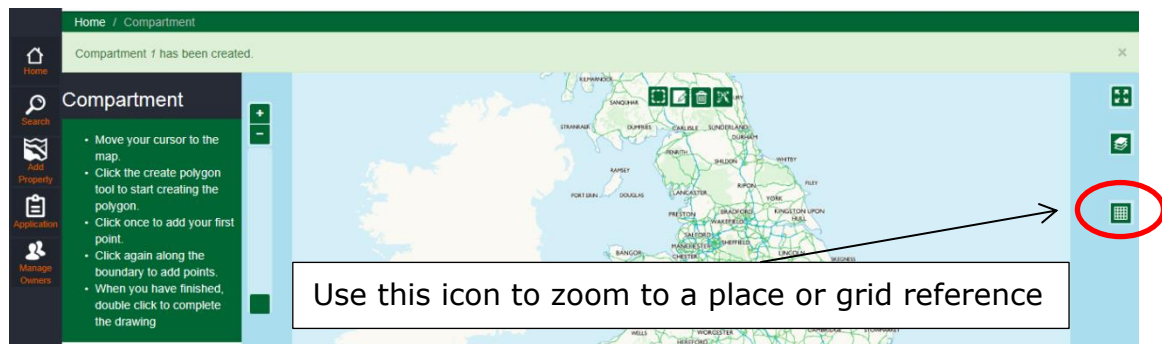 Home / Compartment
Compartment 1 has been created.
×
Home
Search
Add
Property
Application
Manage
Owners
Compartment
• Move your cursor to the
map.
• Click the create polygon
tool to start creating the
polygon.
• Click once to add your first
point.
• Click again along the
boundary to add points.
• When you have finished,
double click to complete
the drawing
+
−
KILMARNOCK
SANQUHAR
STRANRAER
DUMFRIES
CARLISLE
SUNDERLAND
DURHAM
PENRITH
SHILDON
WHITBY
RAMSEY
PORT ERIN
DOUGLAS
LANCASTER
RIPON
FILEY
YORK
PRESTON
BRADFORD
KINGSTON UPON
HULL
WAKEFIELD
SALFORD
MANCHESTER
SHEFFIELD
BANGOR
CHESTER
LINCOLN
SKEGNESS
Use this icon to zoom to a place or grid reference
WELLS
WORCESTER
CAMBRIDGE
STOWMARKET
HEREFORD